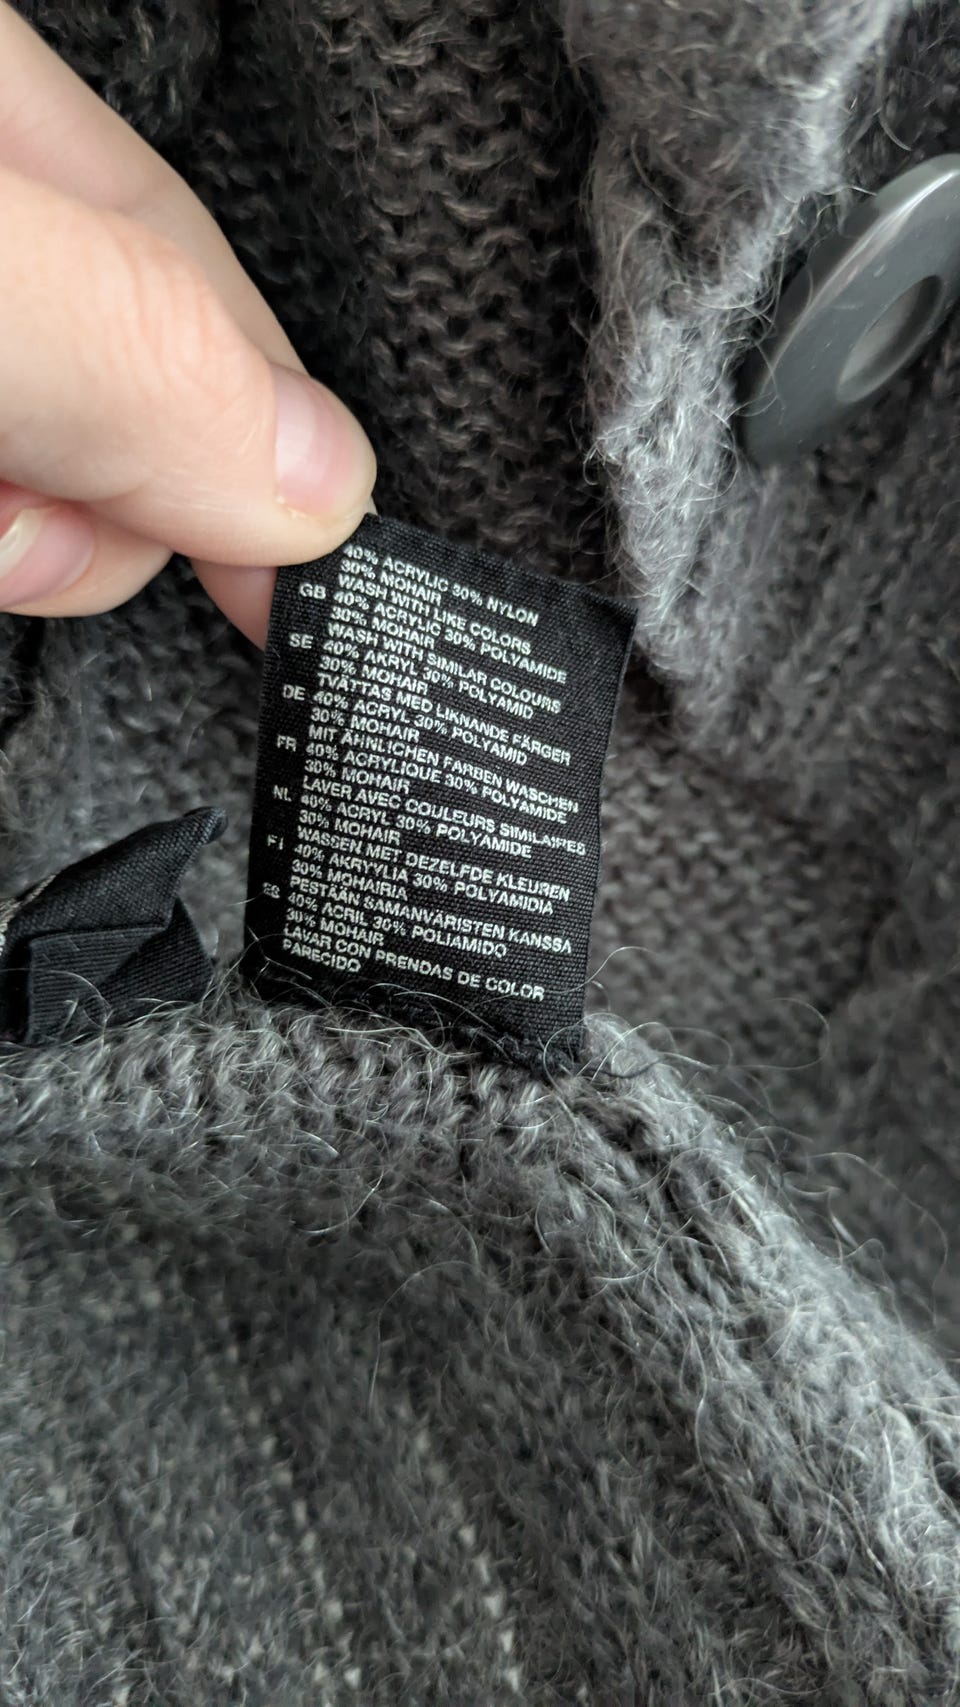 40% ACRYLIC 30% NYLON
30% MOHAIR
WASH WITH LIKE COLORS
GB 40% ACRYLIC 30% POLYAMIDE
30% MOHAIR
WASH WITH SIMILAR COLOURS
SE 40% AKRYL 30% POLYAMID
30% MOHAIR
TVÄTTAS MED LIKNANDE FÄRGER
DE 40% ACRYL 30% POLYAMID
30% MOHAIR
MIT ÄHNLICHEN FARBEN WASCHEN
FR 40% ACRYLIQUE 30% POLYAMIDE
30% MOHAIR
LAVER AVEC COULEURS SIMILAIRES
NL 40% ACRYL 30% POLYAMIDE
30% MOHAIR
WASSEN MET DEZELFDE KLEUREN
FI 40% AKRYYLIA 30% POLYAMIDIA
30% MOHAIRIA
PESTÄÄN SAMANVÄRISTEN KANSSA
ES 40% ACRIL 30% POLIAMIDO
30% MOHAIR
LAVAR CON PRENDAS DE COLOR
PARECIDO